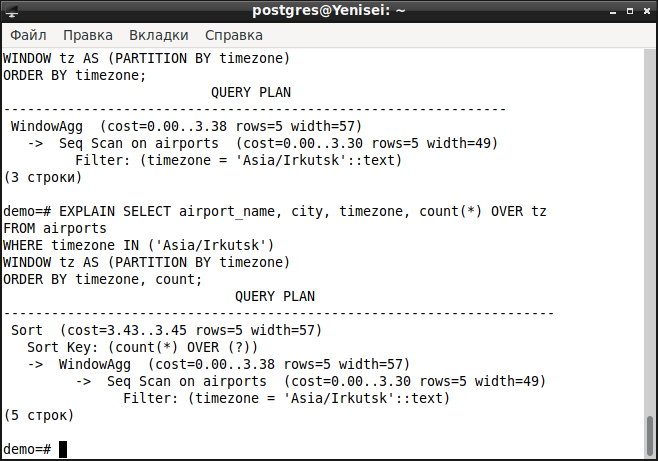 postgres@Yenisei: ~
Файл Правка Вкладки Справка
WINDOW tz AS (PARTITION BY timezone)
ORDER BY timezone;
                          QUERY PLAN
---------------------------------------------------------------
 WindowAgg  (cost=0.00..3.38 rows=5 width=57)
   ->  Seq Scan on airports  (cost=0.00..3.30 rows=5 width=49)
         Filter: (timezone = 'Asia/Irkutsk'::text)
(3 строки)

demo=# EXPLAIN SELECT airport_name, city, timezone, count(*) OVER tz
FROM airports
WHERE timezone IN ('Asia/Irkutsk')
WINDOW tz AS (PARTITION BY timezone)
ORDER BY timezone, count;
                             QUERY PLAN
---------------------------------------------------------------------
 Sort  (cost=3.43..3.45 rows=5 width=57)
   Sort Key: (count(*) OVER (?))
   ->  WindowAgg  (cost=0.00..3.38 rows=5 width=57)
         ->  Seq Scan on airports  (cost=0.00..3.30 rows=5 width=49)
               Filter: (timezone = 'Asia/Irkutsk'::text)
(5 строк)

demo=#